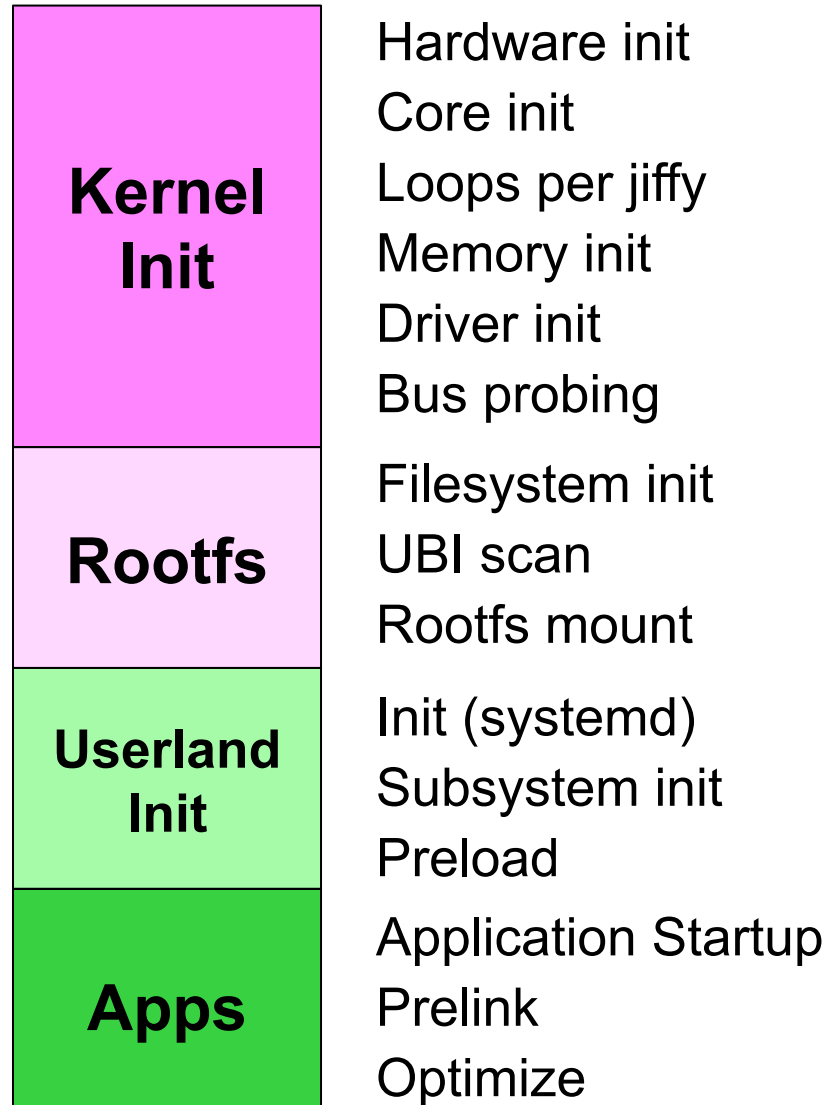 Kernel
Init
Hardware init
Core init
Loops per jiffy
Memory init
Driver init
Bus probing
Rootfs
Filesystem init
UBI scan
Rootfs mount
Userland
Init
Init (systemd)
Subsystem init
Preload
Apps
Application Startup
Prelink
Optimize